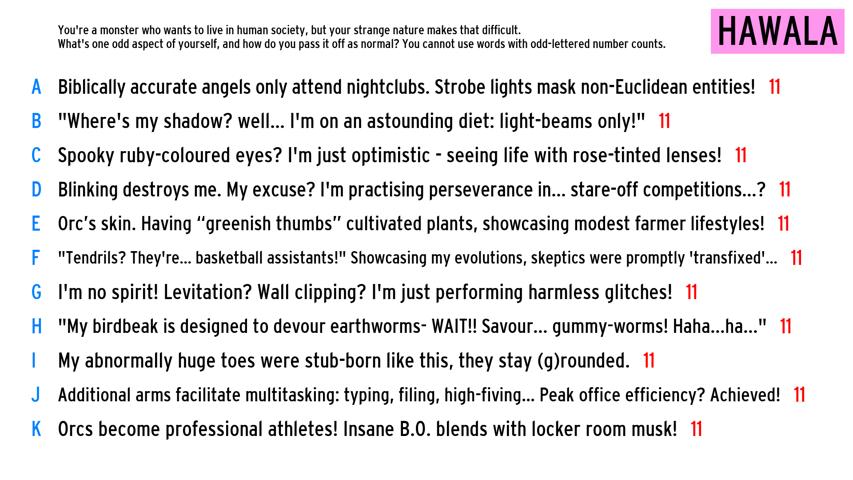 You're a monster who wants to live in human society, but your strange nature makes that difficult.
What's one odd aspect of yourself, and how do you pass it off as normal? You cannot use words with odd-lettered number counts.
HAWALA
A Biblically accurate angels only attend nightclubs. Strobe lights mask non-Euclidean entities! 11
B "Where's my shadow? well... I'm on an astounding diet: light-beams only!" 11
C Spooky ruby-coloured eyes? I'm just optimistic - seeing life with rose-tinted lenses! 11
D Blinking destroys me. My excuse? I'm practising perseverance in... stare-off competitions...? 11
E Orc’s skin. Having “greenish thumbs” cultivated plants, showcasing modest farmer lifestyles! 11
F "Tendrils? They're... basketball assistants!" Showcasing my evolutions, skeptics were promptly 'transfixed'... 11
G I'm no spirit! Levitation? Wall clipping? I'm just performing harmless glitches! 11
H "My birdbeak is designed to devour earthworms- WAIT!! Savour... gummy-worms! Haha...ha..." 11
I My abnormally huge toes were stub-born like this, they stay (g)rounded. 11
J Additional arms facilitate multitasking: typing, filing, high-fiving... Peak office efficiency? Achieved! 11
K Orcs become professional athletes! Insane B.O. blends with locker room musk! 11